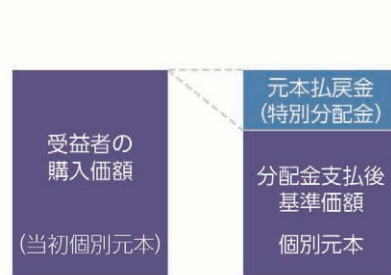 受益者の
購入価額
(当初個別元本)
元本払戻金
(特別分配金)
分配金支払後
基準価額
個別元本